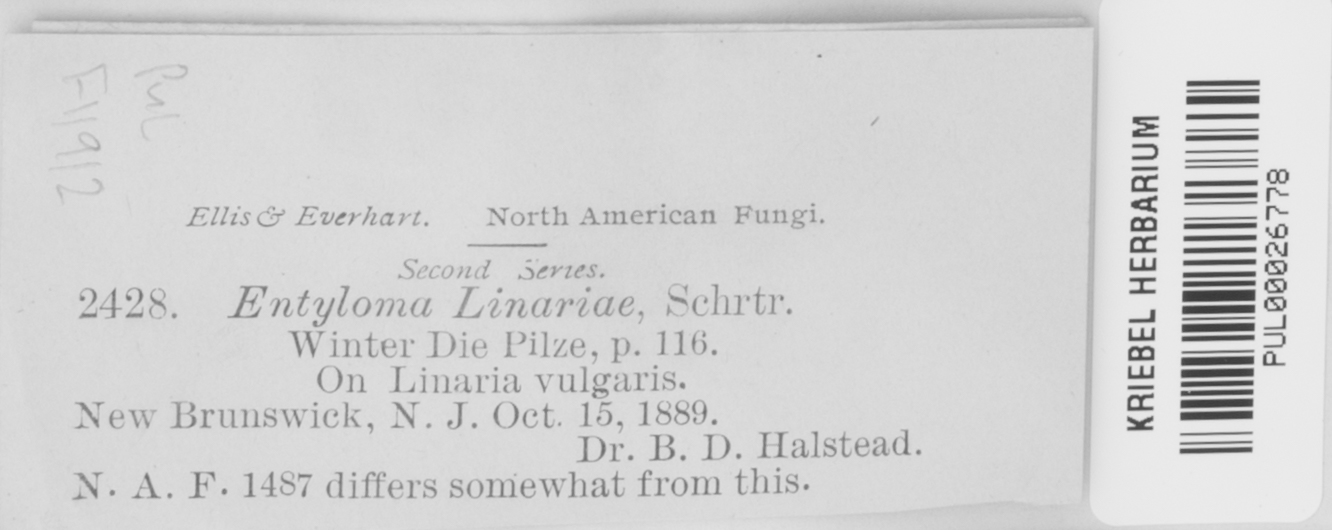 PUL
F11912
Ellis & Everhart. North American Fungi.
Second Series.
2428. Entyloma Linariae, Schrtr.
Winter Die Pilze, p. 116.
On Linaria vulgaris.
New Brunswick, N. J. Oct. 15, 1889.
Dr. B. D. Halstead.
N. A. F. 1487 differs somewhat from this.
KRIEBEL HERBARIUM
PUL00026778